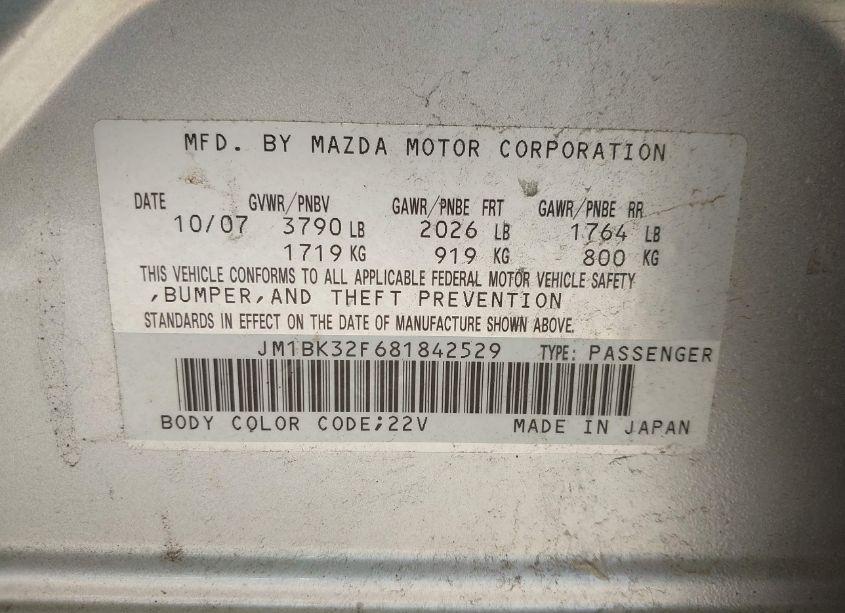 MFD. BY MAZDA MOTOR CORPORATION
DATE GVWR/PNBV GAWR/PNBE FRT GAWR/PNBE RR
10/07 3790 LB 2026 LB 1764 LB
1719 KG 919 KG 800 KG
THIS VEHICLE CONFORMS TO ALL APPLICABLE FEDERAL MOTOR VEHICLE SAFETY
,BUMPER,AND THEFT PREVENTION
STANDARDS IN EFFECT ON THE DATE OF MANUFACTURE SHOWN ABOVE.
JM1BK32F681842529 TYPE: PASSENGER
BODY COLOR CODE;22V MADE IN JAPAN